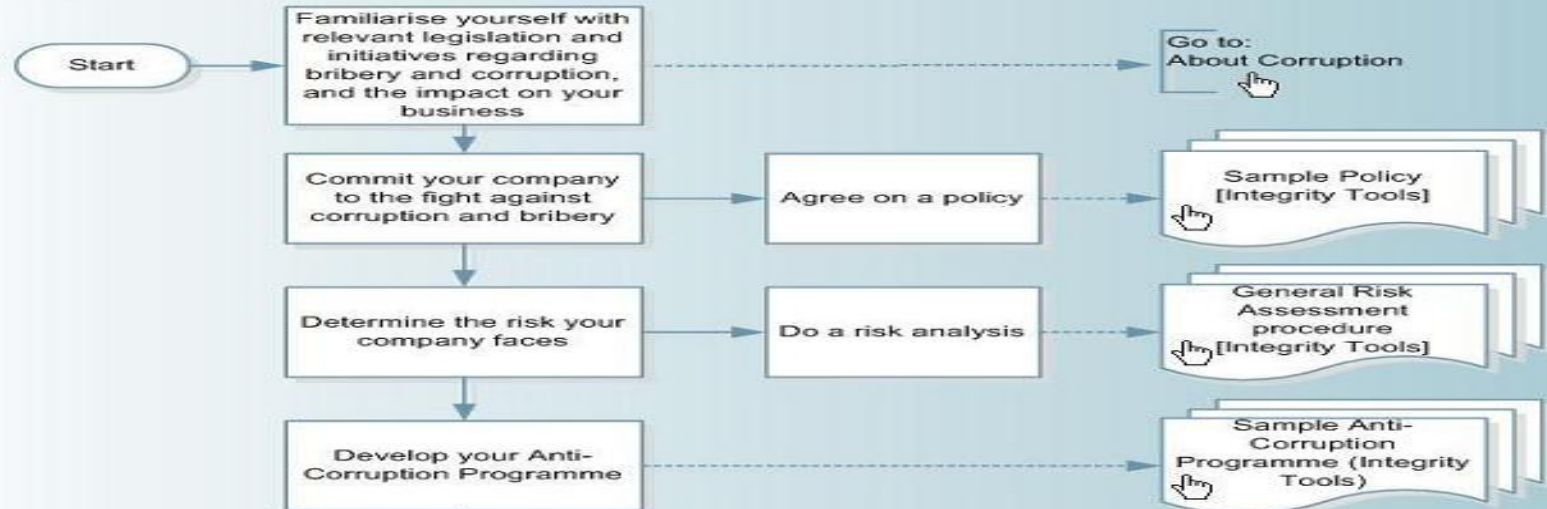 Start
Familiarise yourself with
relevant legislation and
initiatives regarding
bribery and corruption,
and the impact on your
business
Go to:
About Corruption
Commit your company
to the fight against
corruption and bribery
Agree on a policy
Sample Policy
[Integrity Tools]
Determine the risk your
company faces
Do a risk analysis
General Risk
Assessment
procedure
[Integrity Tools]
Develop your Anti-
Corruption Programme
Sample Anti-
Corruption
Programme (Integrity
Tools)